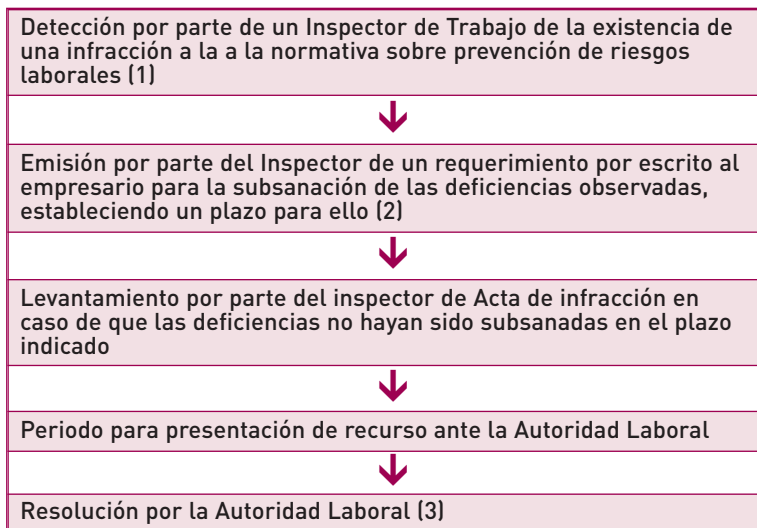 Detección por parte de un Inspector de Trabajo de la existencia de
una infracción a la a la normativa sobre prevención de riesgos
laborales (1)
Emisión por parte del Inspector de un requerimiento por escrito al
empresario para la subsanación de las deficiencias observadas,
estableciendo un plazo para ello (2)
Levantamiento por parte del inspector de Acta de infracción en
caso de que las deficiencias no hayan sido subsanadas en el plazo
indicado
Periodo para presentación de recurso ante la Autoridad Laboral
Resolución por la Autoridad Laboral (3)